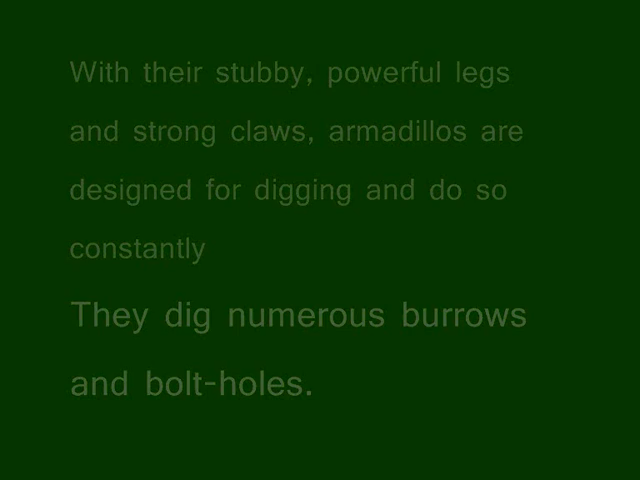 With their stubby, powerful legs
and strong claws, armadillos are
designed for digging and do so
constantly
They dig numerous burrows
and bolt-holes.